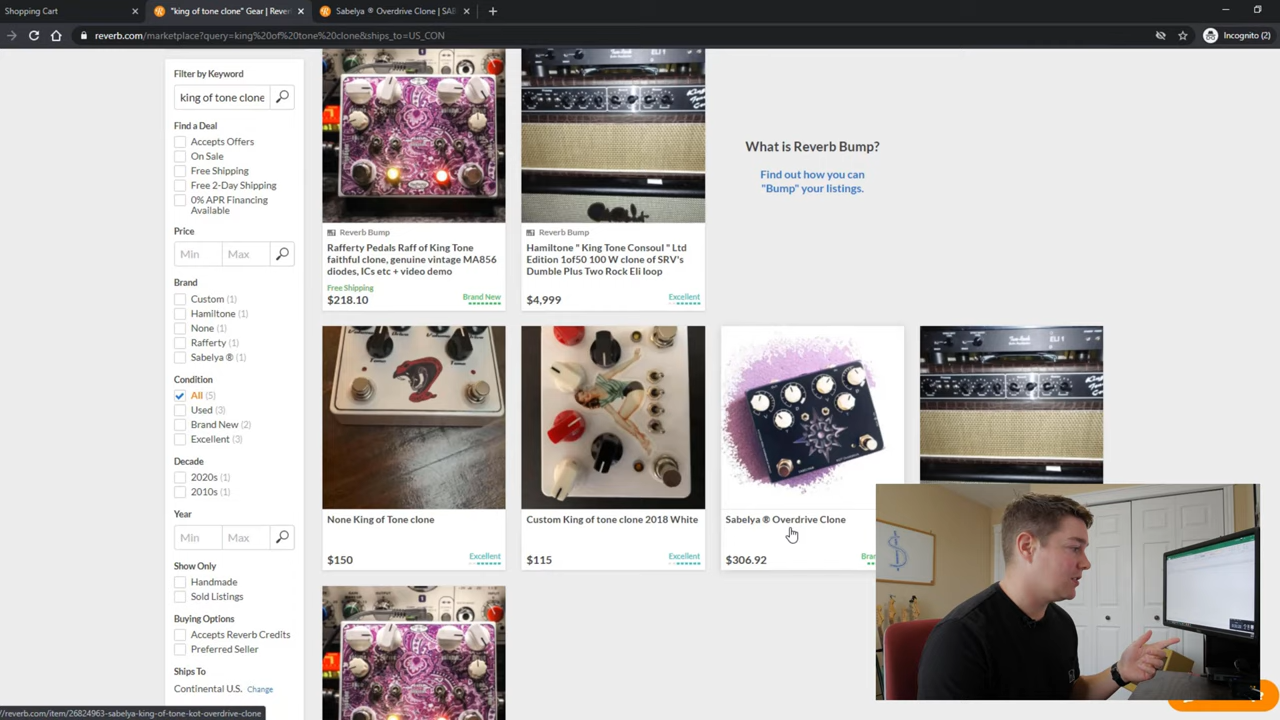 Shopping Cart
"king of tone clone" Gear | Rever
Sabelya ® Overdrive Clone | SA
Incognito (2)
reverb.com/marketplace?query=king%20of%20tone%20clone&ships_to=US_CON
Filter by Keyword
king of tone clone
Find a Deal
Accepts Offers
On Sale
Free Shipping
Free 2-Day Shipping
0% APR Financing
Available
Price
Min
Max
Brand
Custom (1)
Hamiltone (1)
None (1)
Rafferty (1)
Sabelya ® (1)
Condition
All (5)
Used (3)
Brand New (2)
Excellent (3)
Decade
2020s (1)
2010s (1)
Year
Min
Max
Show Only
Handmade
Sold Listings
Buying Options
Accepts Reverb Credits
Preferred Seller
Ships To
Continental U.S. Change
Reverb Bump
Rafferty Pedals Raff of King Tone
faithful clone, genuine vintage MA856
diodes, ICs etc + video demo
Free Shipping
$218.10
Brand New
Reverb Bump
Hamiltone " King Tone Consoul " Ltd
Edition 1of50 100 W clone of SRV's
Dumble Plus Two Rock Eli loop
$4,999
Excellent
What is Reverb Bump?
Find out how you can
"Bump" your listings.
None King of Tone clone
$150
Excellent
Custom King of tone clone 2018 White
$115
Excellent
Sabelya ® Overdrive Clone
$306.92
Bra
//reverb.com/item/26824963-sabelya-king-of-tone-kot-overdrive-clone